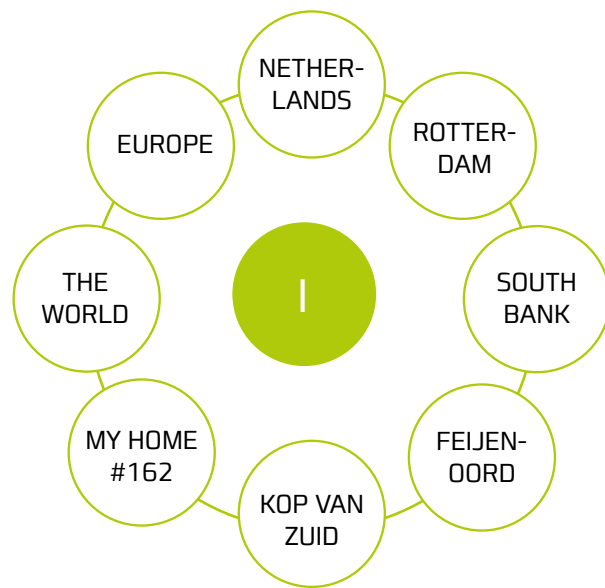 NETHER-
LANDS
ROTTER-
DAM
SOUTH
BANK
FEIJEN-
OORD
KOP VAN
ZUID
MY HOME
#162
THE
WORLD
EUROPE
I